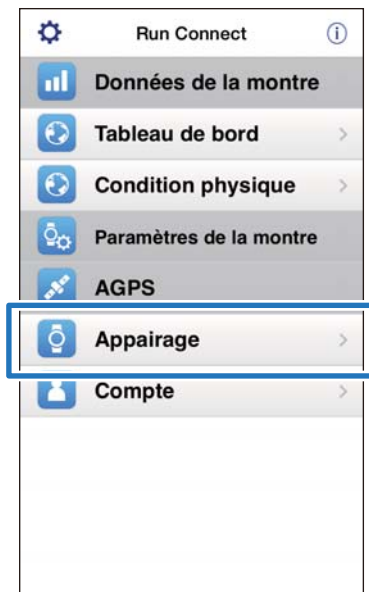 Run Connect
Données de la montre
Tableau de bord
Condition physique
Paramètres de la montre
AGPS
Appairage
Compte